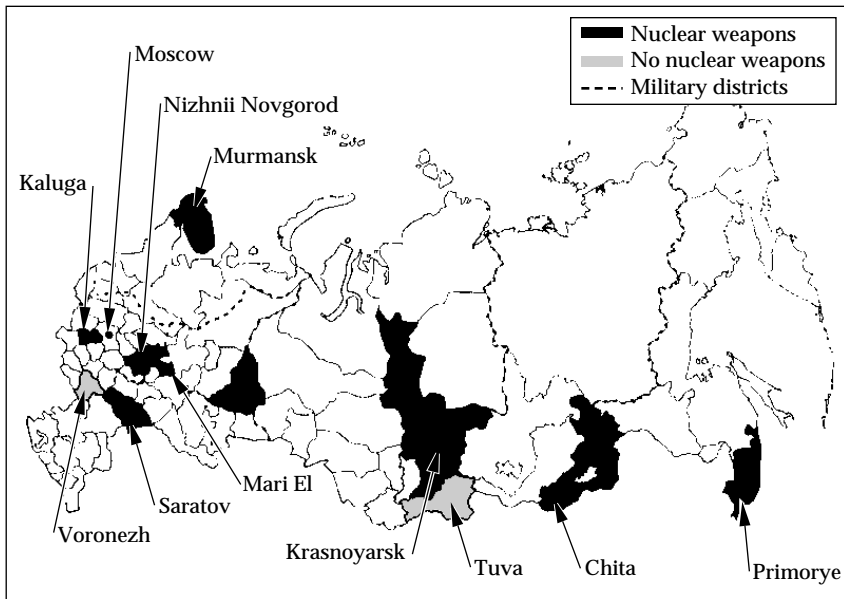 Moscow
Nizhnii Novgorod
Murmansk
Kaluga
Nuclear weapons
No nuclear weapons
Military districts
Voronezh
Saratov
Mari El
Krasnoyarsk
Tuva
Chita
Primorye